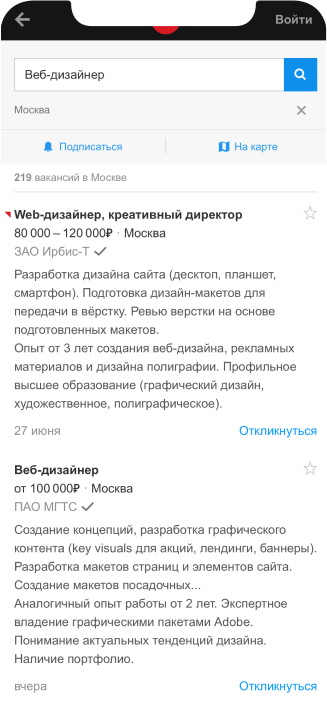 Войти
Веб-дизайнер
Москва
Подписаться
На карте
219 вакансий в Москве
Web-дизайнер, креативный директор
80 000 – 120 000₽ · Москва
ЗАО Ирбис-Т
Разработка дизайна сайта (десктоп, планшет,
смартфон). Подготовка дизайн-макетов для
передачи в вёрстку. Ревью верстки на основе
подготовленных макетов.
Опыт от 3 лет создания веб-дизайна, рекламных
материалов и дизайна полиграфии. Профильное
высшее образование (графический дизайн,
художественное, полиграфическое).
27 июня
Откликнуться
Веб-дизайнер
от 100 000₽ · Москва
ПАО МГТС
Создание концепций, разработка графического
контента (key visuals для акций, лендинги, баннеры).
Разработка макетов страниц и элементов сайта.
Создание макетов посадочных...
Аналогичный опыт работы от 2 лет. Экспертное
владение графическими пакетами Adobe.
Понимание актуальных тенденций дизайна.
Наличие портфолио.
вчера
Откликнуться